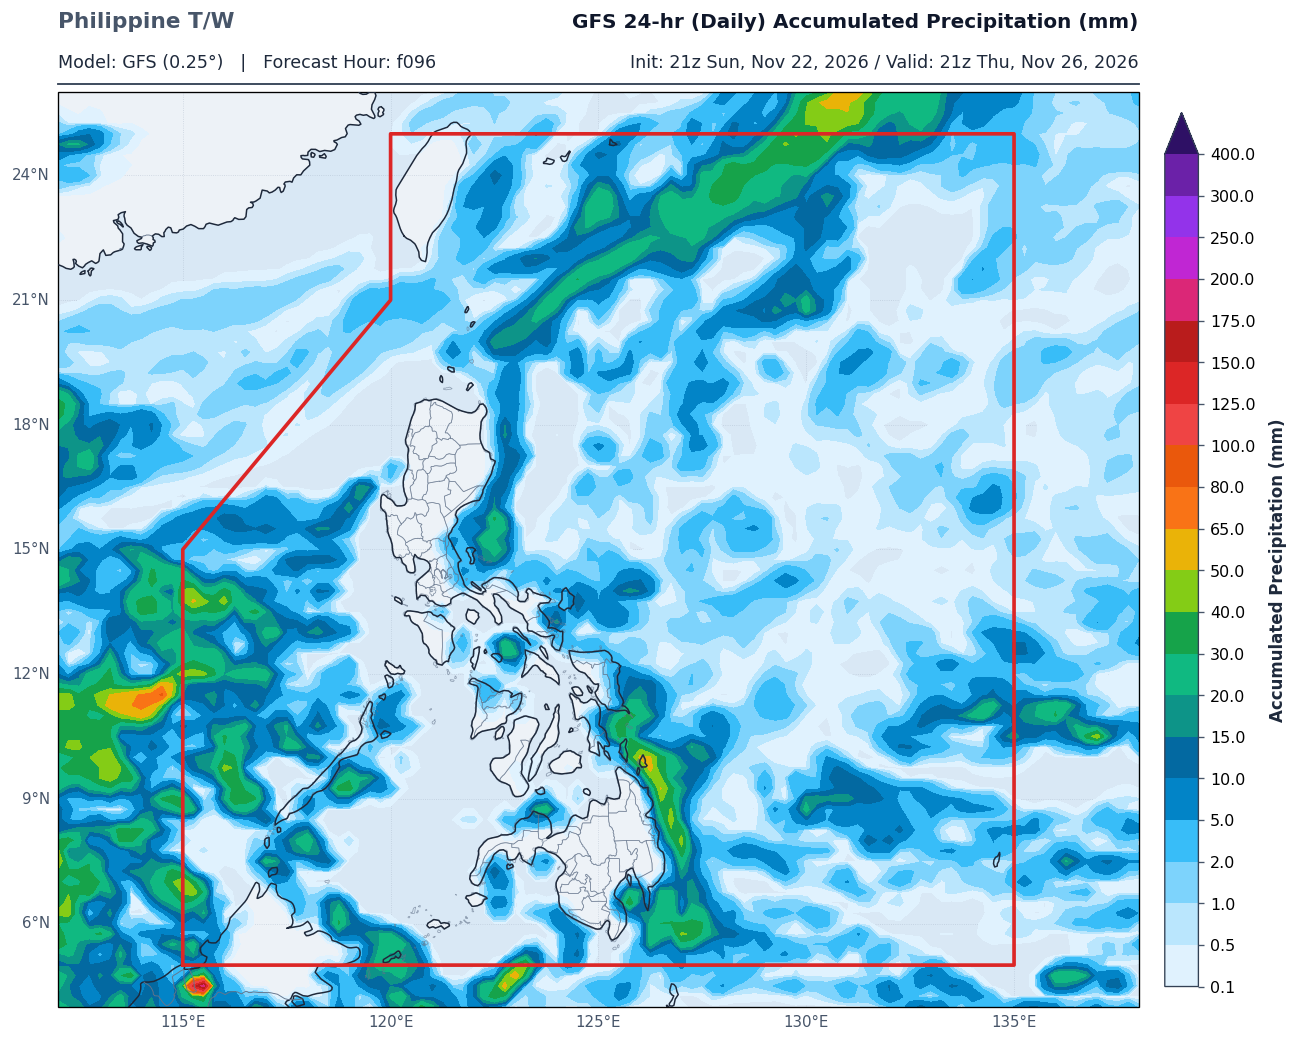 Philippine T/W
GFS 24-hr (Daily) Accumulated Precipitation (mm)
Model: GFS (0.25°)   |   Forecast Hour: f096
Init: 21z Sun, Nov 22, 2026 / Valid: 21z Thu, Nov 26, 2026
24°N
21°N
18°N
15°N
12°N
9°N
6°N
115°E
120°E
125°E
130°E
135°E
400.0
300.0
250.0
200.0
175.0
150.0
125.0
100.0
80.0
65.0
50.0
40.0
30.0
20.0
15.0
10.0
5.0
2.0
1.0
0.5
0.1
Accumulated Precipitation (mm)